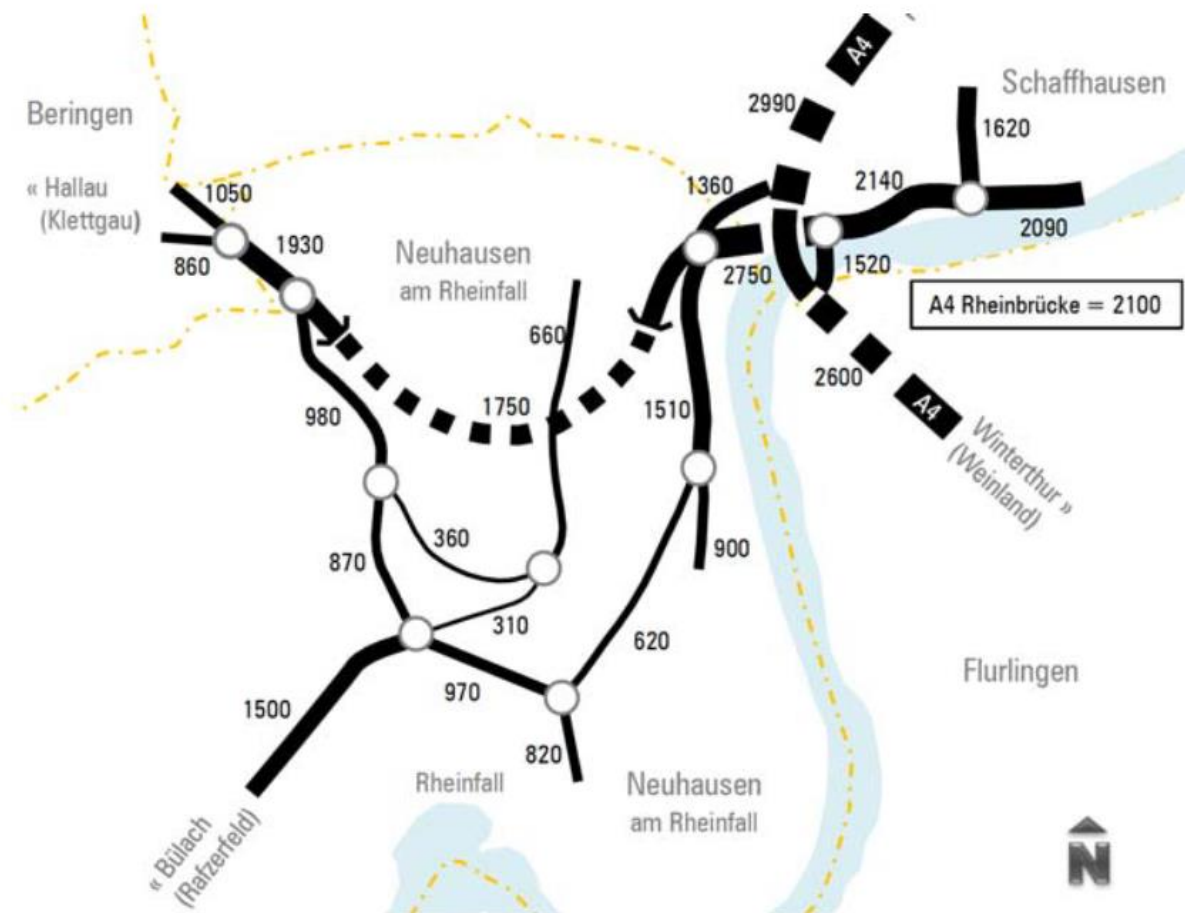 A4
Schaffhausen
2990
Beringen
1620
« Hallau
(Klettgau)
1050
1360
2140
860
1930
Neuhausen
am Rheinfall
2750
1520
2090
A4 Rheinbrücke = 2100
660
2600
A4
980
1750
1510
Winterthur »
(Weinland)
360
870
900
310
620
Flurlingen
1500
970
820
Rheinfall
Neuhausen
am Rheinfall
« Bülach
(Rafzerfeld)
N